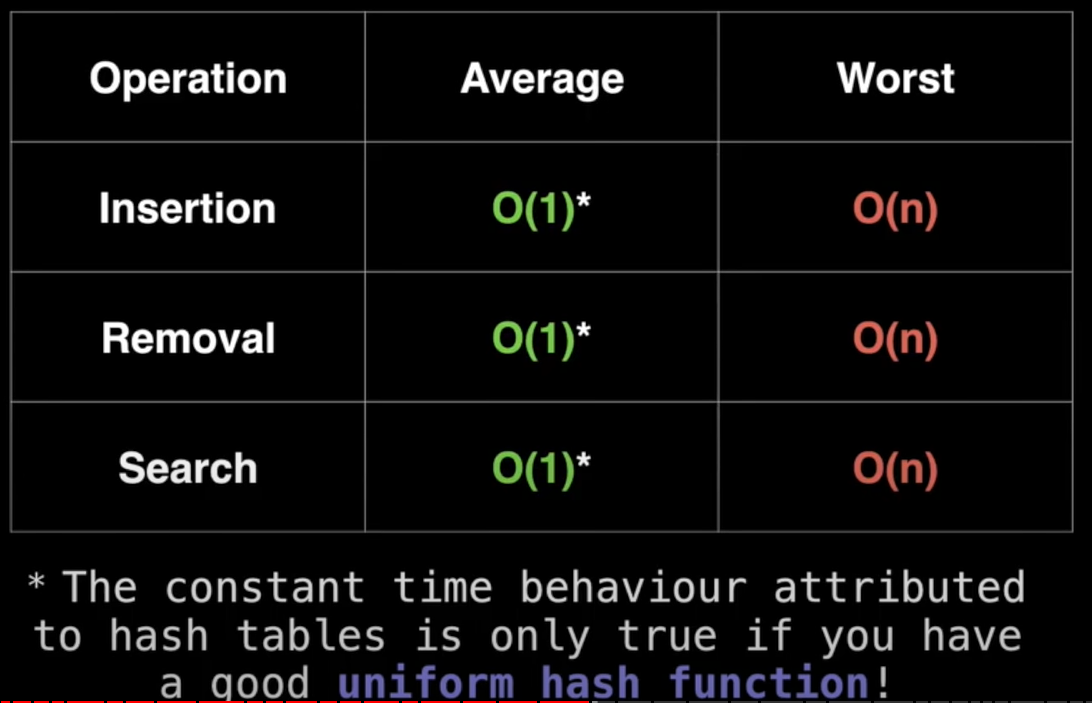 Operation Average Worst
Insertion O(1)* O(n)
Removal O(1)* O(n)
Search O(1)* O(n)
* The constant time behaviour attributed
to hash tables is only true if you have
a good uniform hash function!